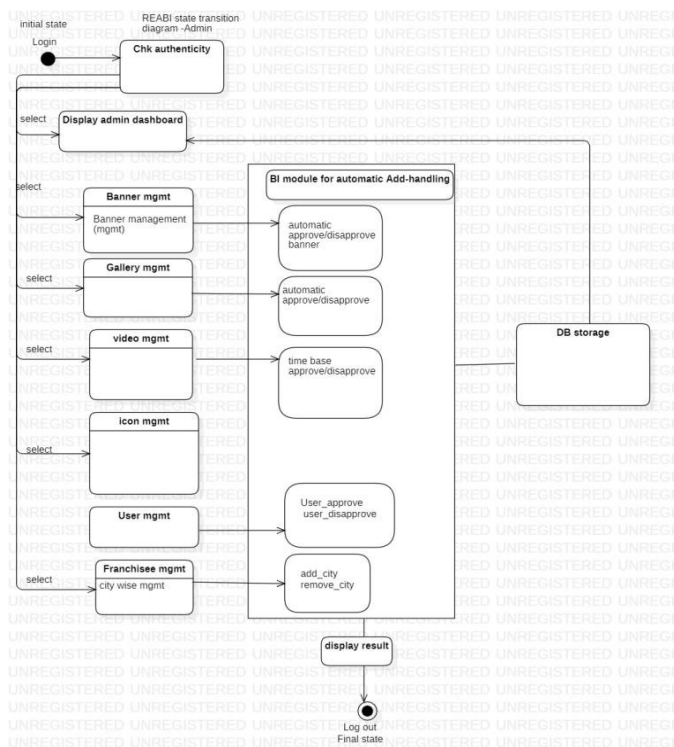 initial state
REABI state transition
diagram -Admin
Login
Chk authenticity
select
Display admin dashboard
select
BI module for automatic Add-handling
Banner mgmt
Banner management
(mgmt)
automatic
approve/disapprove
banner
Gallery mgmt
select
automatic
approve/disapprove
DB storage
video mgmt
select
time base
approve/disapprove
icon mgmt
select
User mgmt
User_approve
user_disapprove
Franchisee mgmt
select
city wise mgmt
add_city
remove_city
display result
Log out
Final state
UNREGISTERED